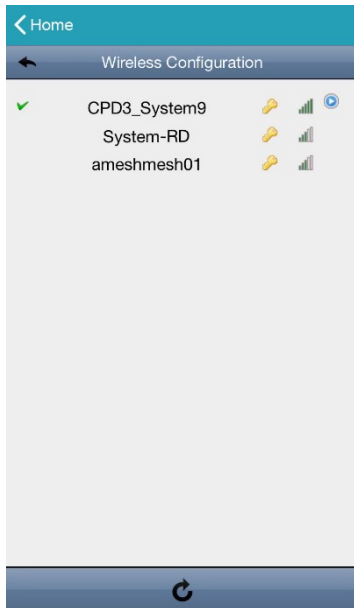 Home
Wireless Configuration
CPD3_System9
System-RD
ameshmesh01